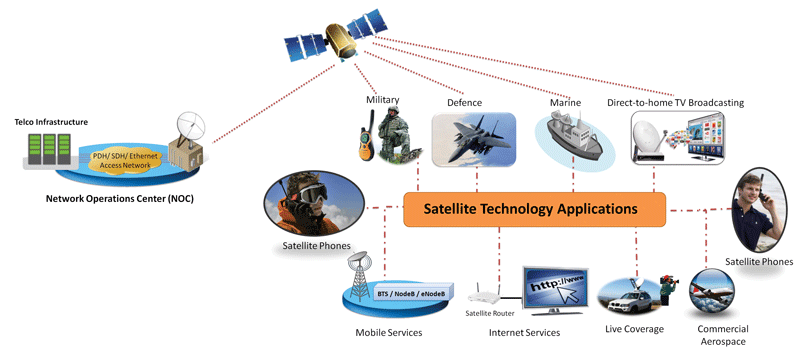 Military
Defence
Marine
Direct-to-home TV Broadcasting
Telco Infrastructure
PDH/ SDH/ Ethernet
Access Network
Network Operations Center (NOC)
Satellite Technology Applications
Satellite Phones
Satellite Phones
BTS / NodeB / eNodeB
Mobile Services
Satellite Router
http://www
Internet Services
Live Coverage
Commercial
Aerospace